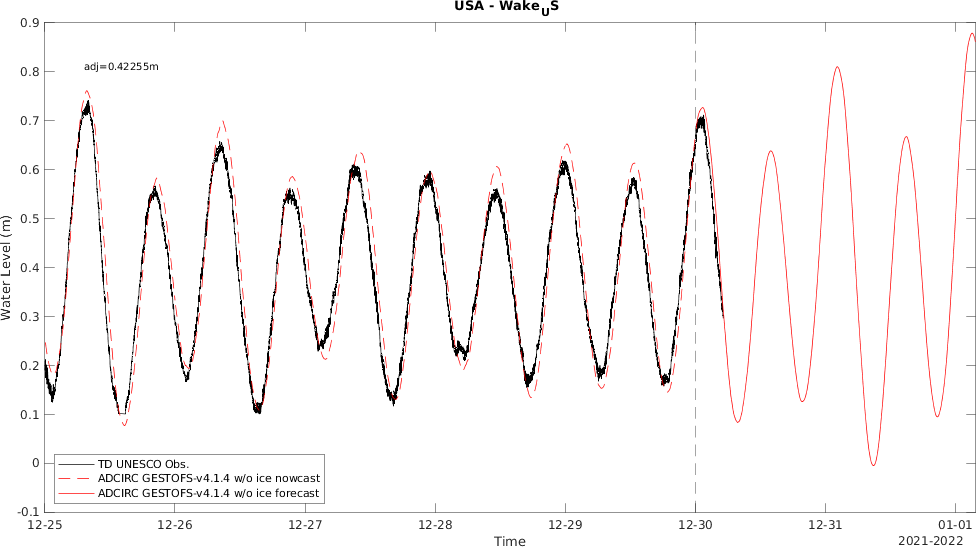 USA - Wake_US
adj=0.42255m
0.9
0.8
0.7
0.6
0.5
0.4
0.3
0.2
0.1
0
-0.1
Water Level (m)
TD UNESCO Obs.
ADCIRC GESTOFS-v4.1.4 w/o ice nowcast
ADCIRC GESTOFS-v4.1.4 w/o ice forecast
12-25 12-26 12-27 12-28 12-29 12-30 12-31 01-01
Time
2021-2022